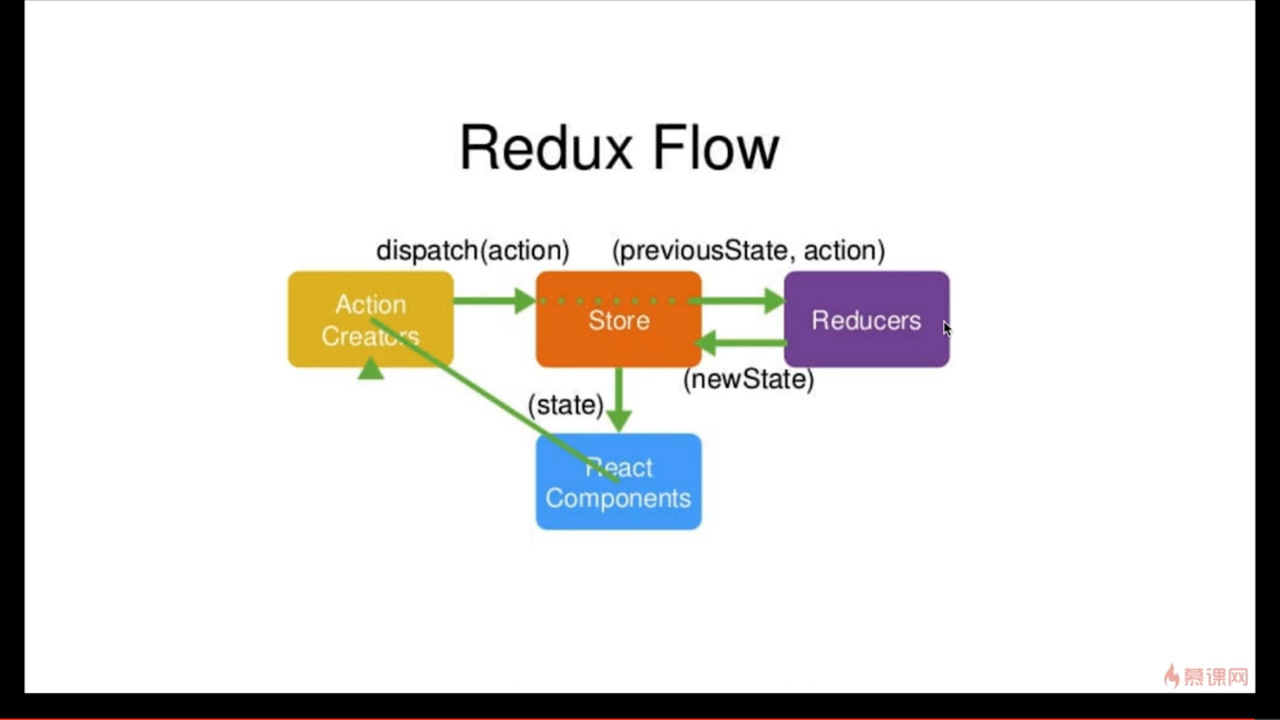 Redux Flow
dispatch(action)
(previousState, action)
Action
Creators
Store
Reducers
(newState)
(state)
React
Components
慕课网